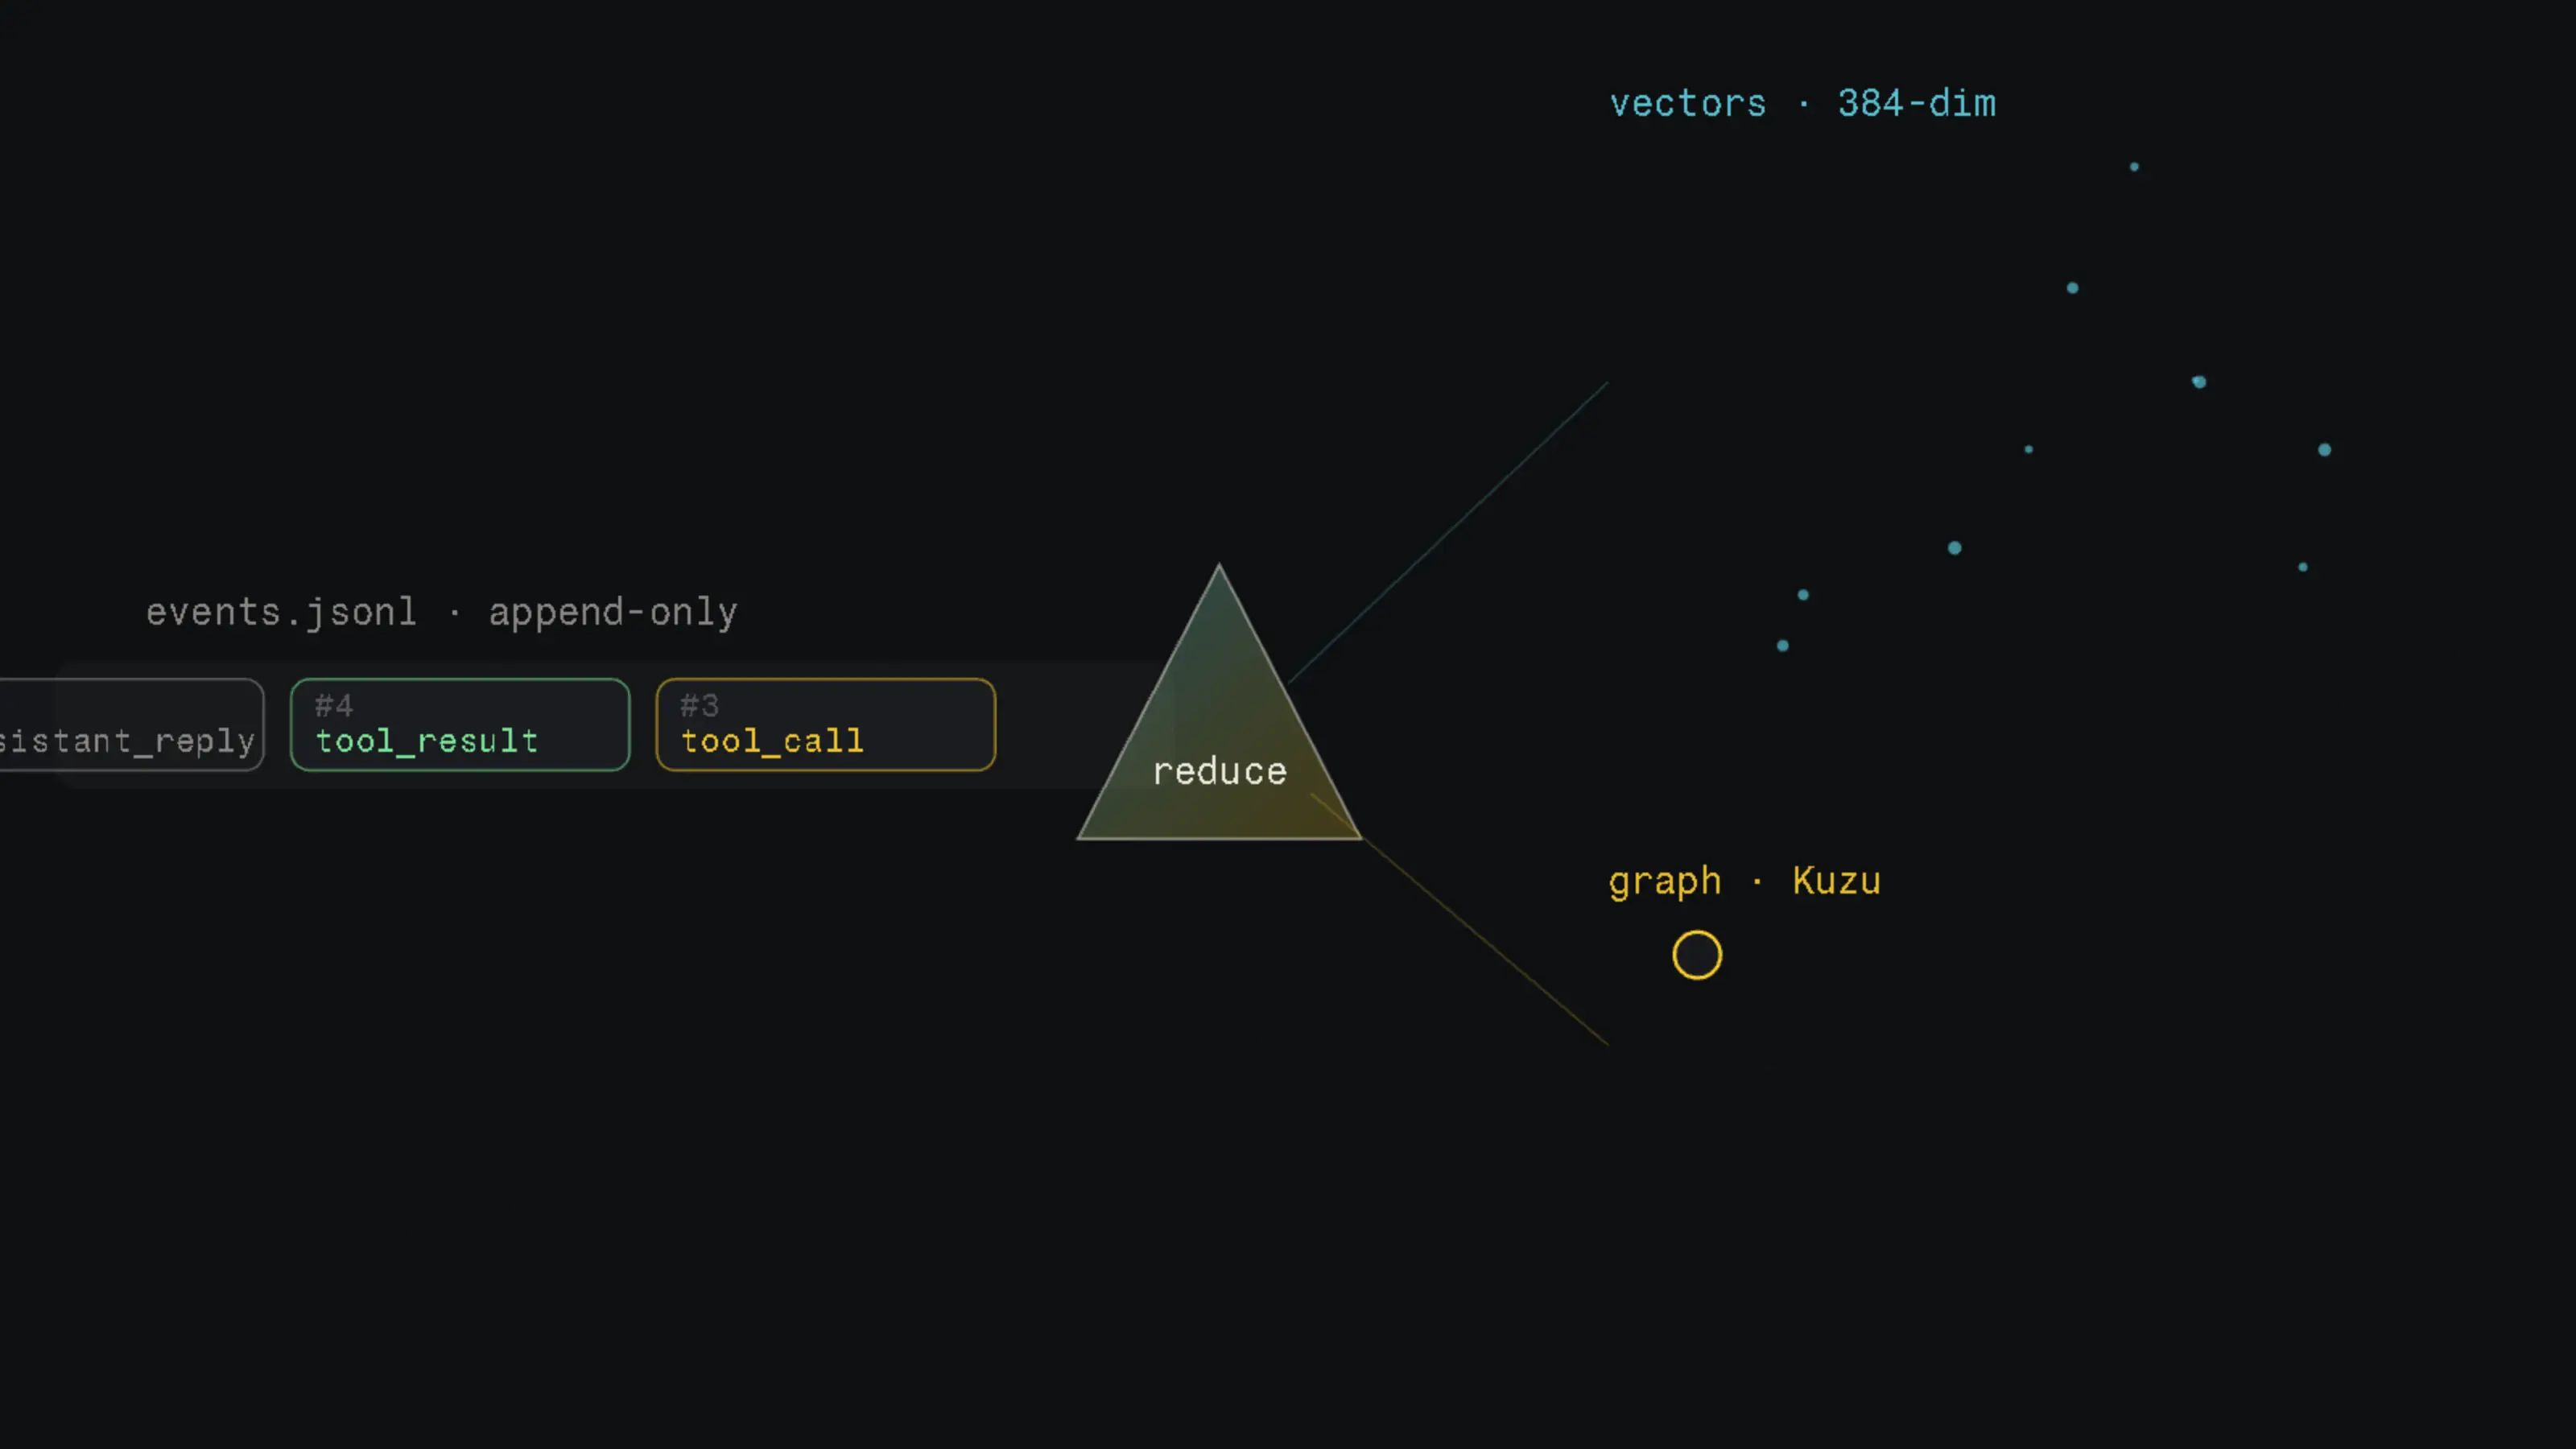 vectors · 384-dim
events.jsonl · append-only
sistant_reply
#4
tool_result
#3
tool_call
reduce
graph · Kuzu